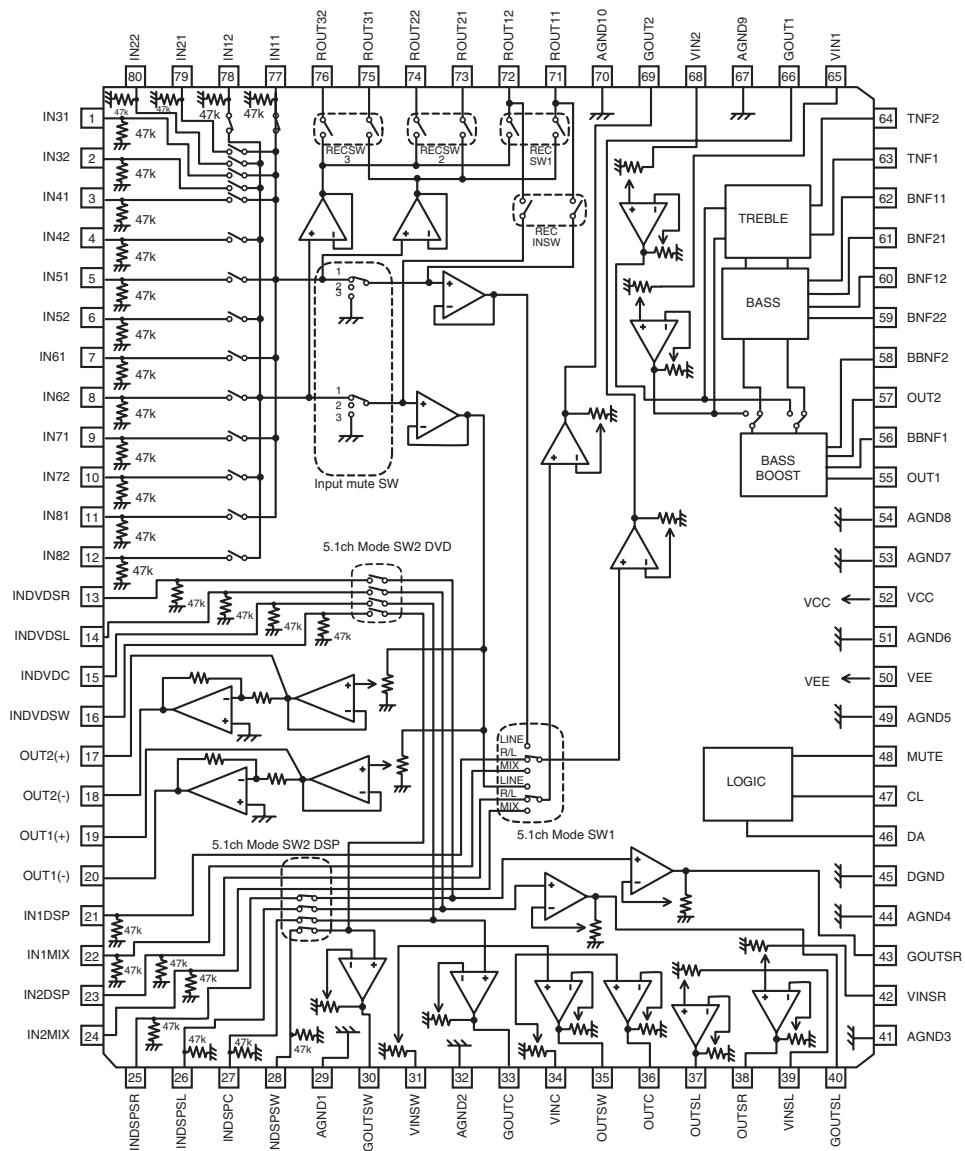 IN22
IN21
IN12
IN11
ROUT32
ROUT31
ROUT22
ROUT21
ROUT12
ROUT11
AGND10
GOUT2
VIN2
AGND9
GOUT1
VIN1
80
79
78
77
76
75
74
73
72
71
70
69
68
67
66
65
47k
47k
47k
47k
IN31
1
47k
IN32
2
47k
IN41
3
47k
IN42
4
47k
IN51
5
47k
IN52
6
47k
IN61
7
47k
IN62
8
47k
IN71
9
47k
IN72
10
47k
IN81
11
47k
IN82
12
47k
INDVDSR
13
INDVDSL
14
INDVDC
15
INDVDSW
16
OUT2(+)
17
OUT2(-)
18
OUT1(+)
19
OUT1(-)
20
IN1DSP
21
IN1MIX
22
IN2DSP
23
IN2MIX
24
RECSW
3
RECSW
2
REC
SW1
REC
INSW
1
2
3
1
2
3
Input mute SW
5.1ch Mode SW2 DVD
47k
47k
47k
47k
LINE
R/L
MIX
LINE
R/L
MIX
5.1ch Mode SW1
5.1ch Mode SW2 DSP
47k
47k
47k
47k
47k
47k
47k
47k
TREBLE
BASS
BASS
BOOST
LOGIC
VCC
VEE
64
TNF2
63
TNF1
62
BNF11
61
BNF21
60
BNF12
59
BNF22
58
BBNF2
57
OUT2
56
BBNF1
55
OUT1
54
AGND8
53
AGND7
52
VCC
51
AGND6
50
VEE
49
AGND5
48
MUTE
47
CL
46
DA
45
DGND
44
AGND4
43
GOUTSR
42
VINSR
41
AGND3
25
26
27
28
29
30
31
32
33
34
35
36
37
38
39
40
INDSPSR
INDSPSL
INDSPC
NDSPSW
AGND1
GOUTSW
VINSW
AGND2
GOUTC
VINC
OUTSW
OUTC
OUTSL
OUTSR
VINSL
GOUTSL